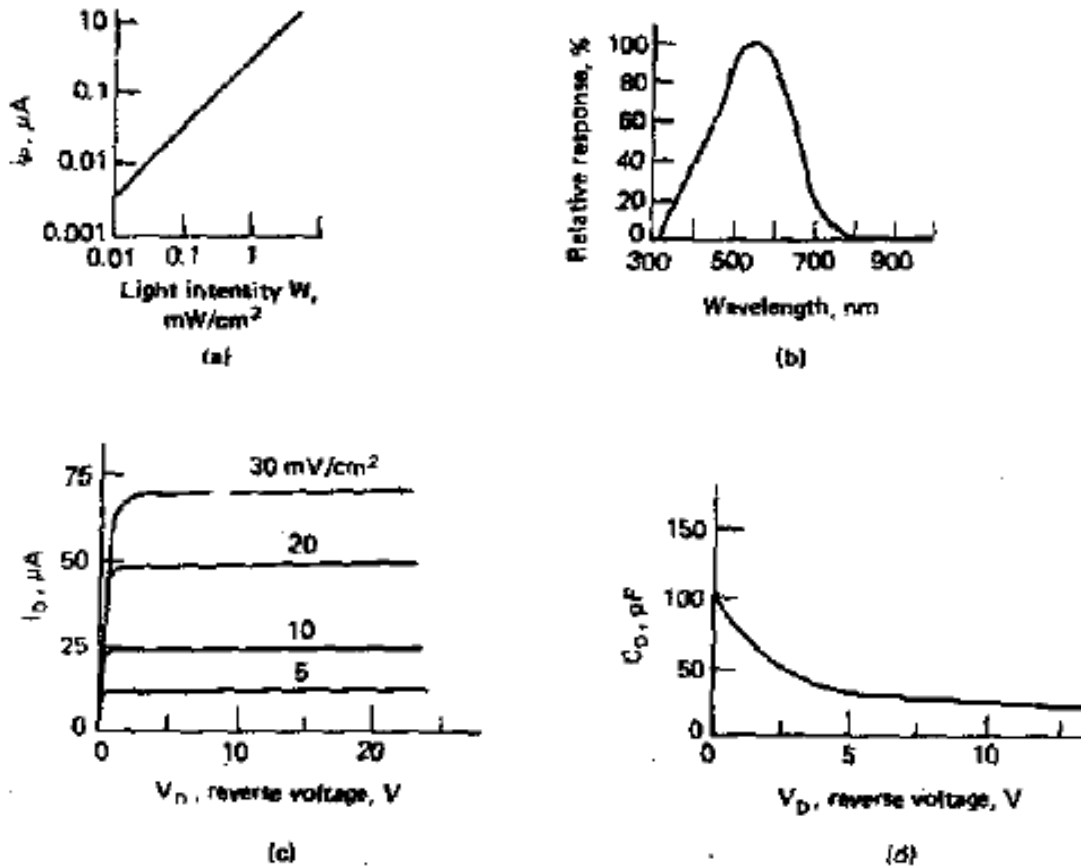 10
0.1
0.01
0.001
0.01 0.1 1
Light intensity W,
mW/cm²
(a)
Relative response, %
100
80
60
40
20
0
300 500 700 900
Wavelength, nm
(b)
I_D, µA
75
50
25
0
30 mV/cm²
20
10
5
0 10 20
V_D, reverse voltage, V
(c)
C_D, pF
150
100
50
0
0 5 10
V_D, reverse voltage, V
(d)